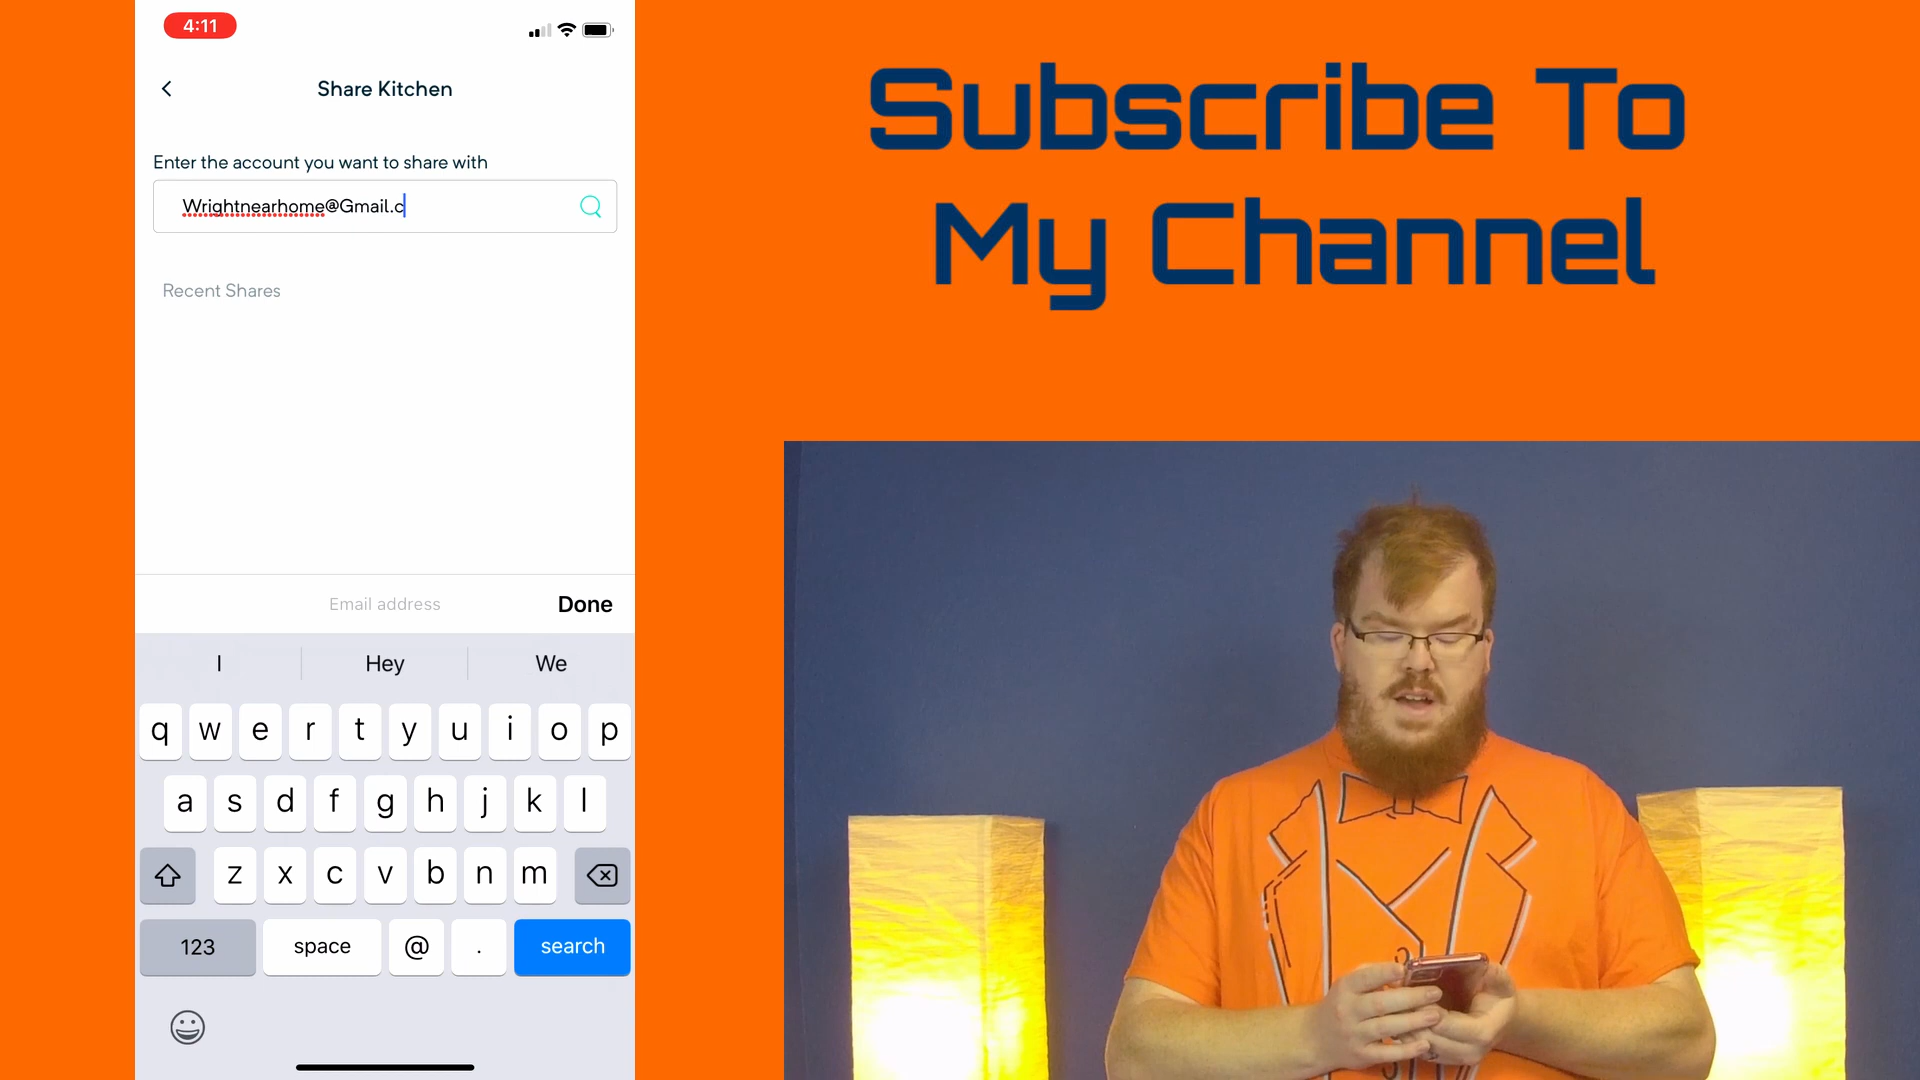 4:11
Share Kitchen
Enter the account you want to share with
Wrightnearhome@Gmail.c
Recent Shares
Email address
Done
I
Hey
We
q w e r t y u i o p
a s d f g h j k l
z x c v b n m
123 space @ . search
Subscribe To
My Channel